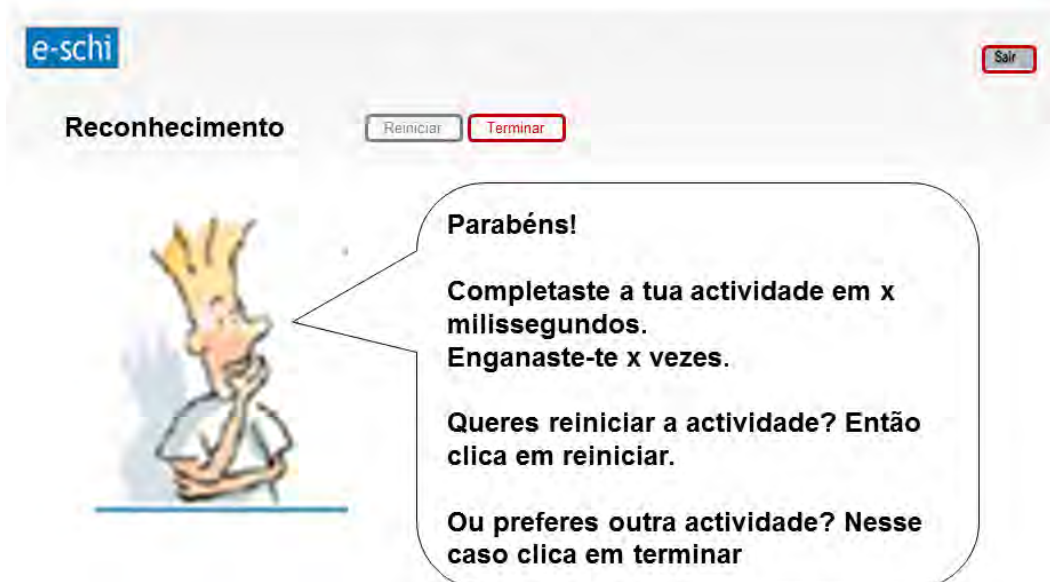 e-schi
Sair
Reconhecimento
Reiniciar
Terminar
Parabéns!
Completaste a tua actividade em x
milissegundos.
Enganaste-te x vezes.
Queres reiniciar a actividade? Então
clica em reiniciar.
Ou preferes outra actividade? Nesse
caso clica em terminar